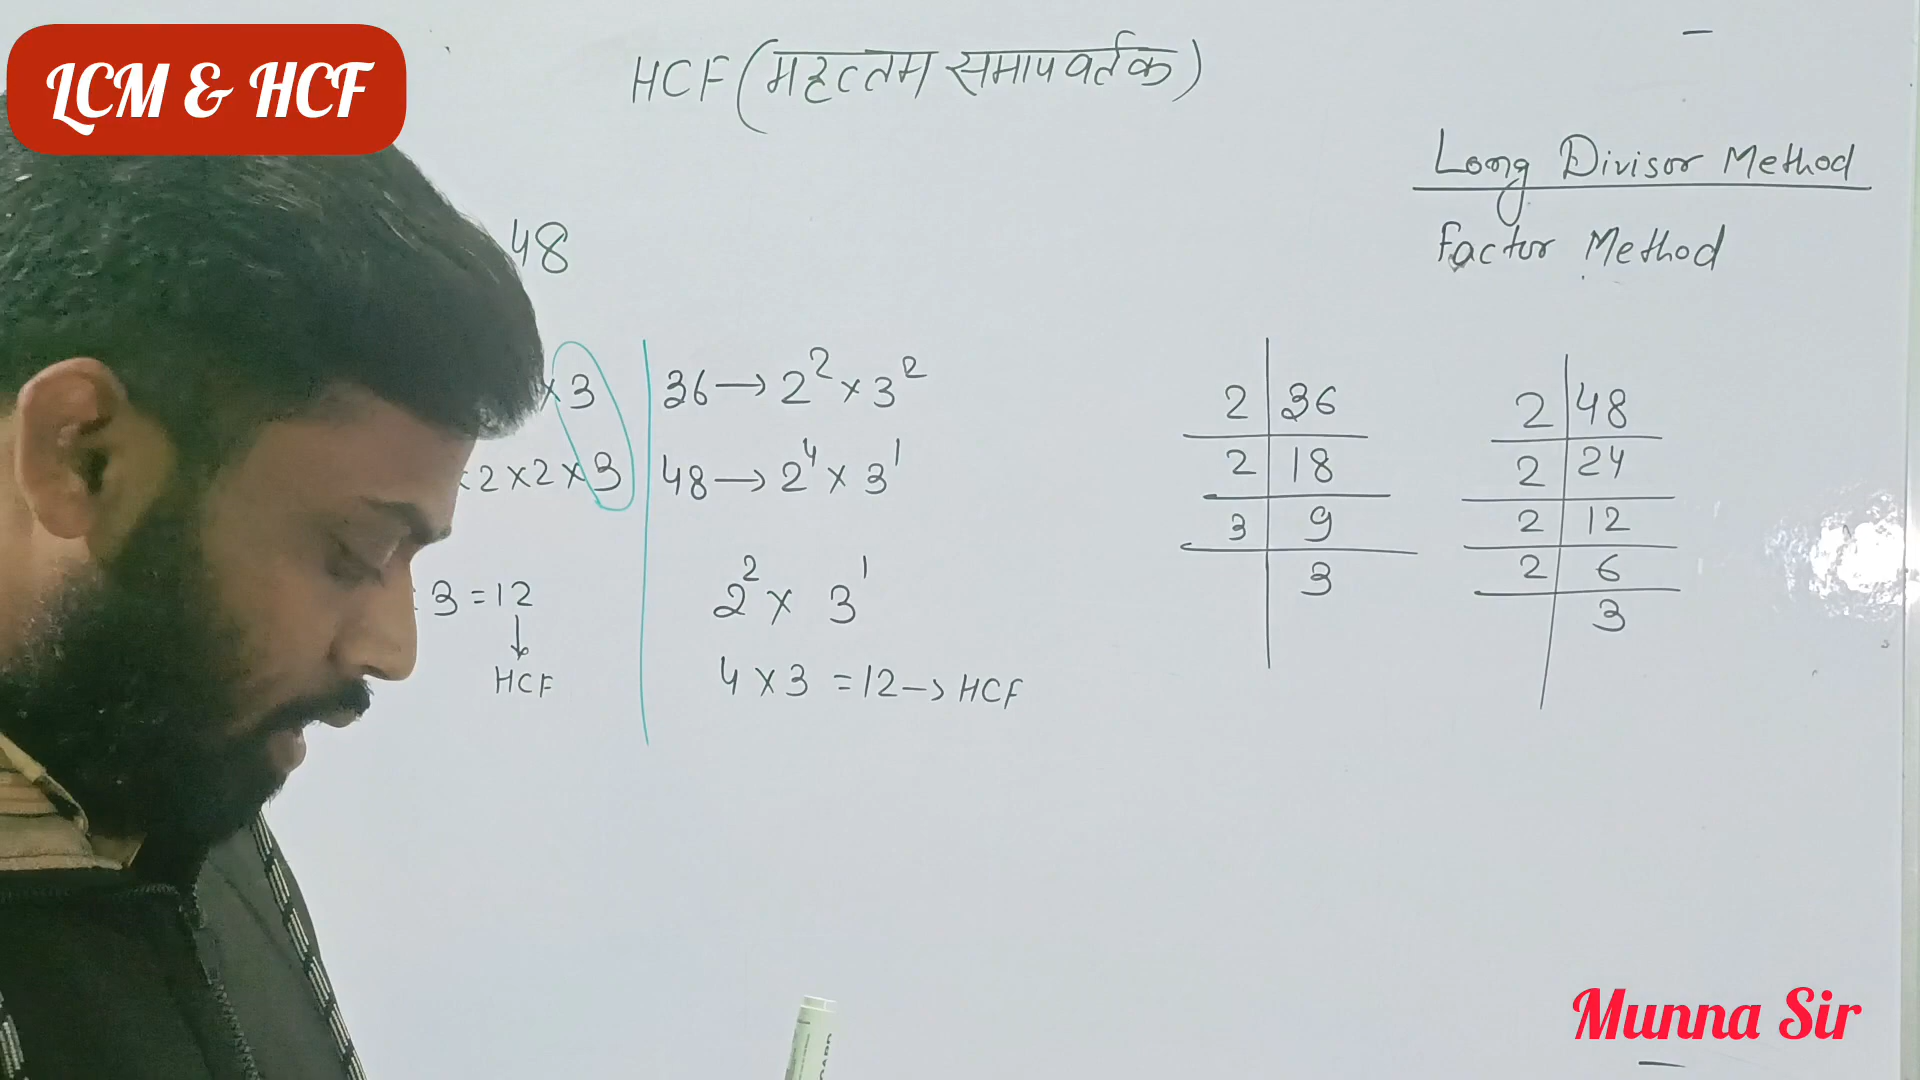 LCM & HCF
HCF (महत्तम समापवर्तक)
Long Divisor Method
Factor Method
48
×3
×2×2×3
3 = 12
↓
HCF
36 → 2² × 3²
48 → 2⁴ × 3¹
2² × 3¹
4 × 3 = 12 → HCF
2 | 36
2 | 18
3 | 9
3
2 | 48
2 | 24
2 | 12
2 | 6
3
Munna Sir